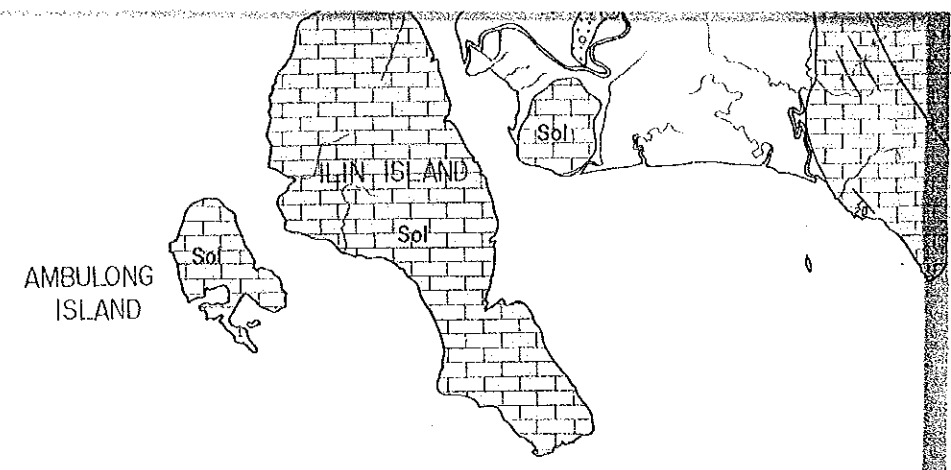 Sol
ILIN ISLAND
Sol
Sol
AMBULONG
ISLAND